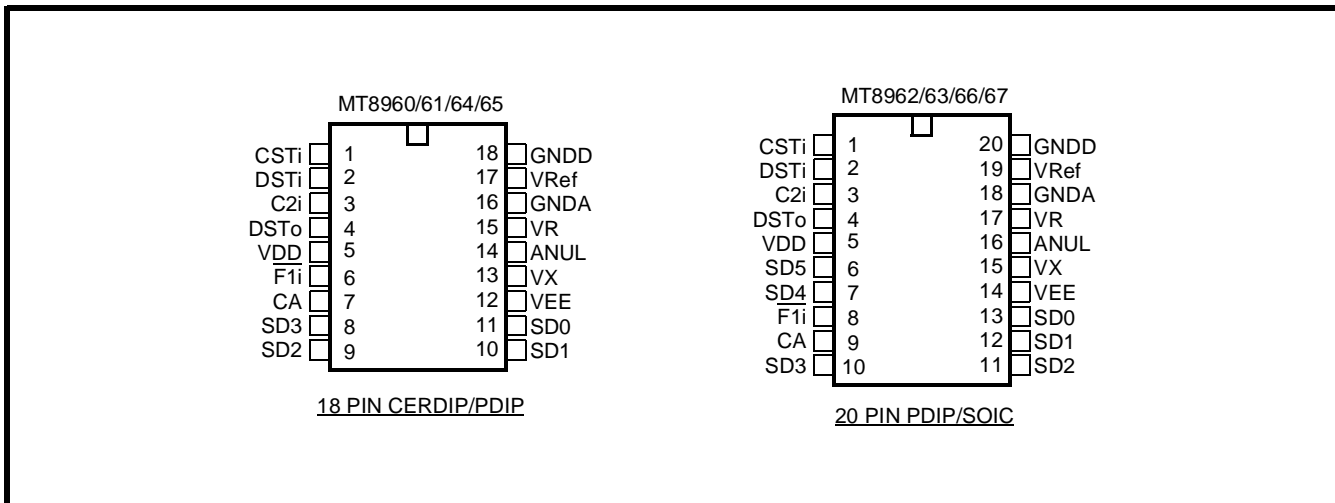 MT8960/61/64/65
CSTi 1 18 GNDD
DSTi 2 17 VRef
C2i 3 16 GNDA
DSTo 4 15 VR
VDD 5 14 ANUL
F1i 6 13 VX
CA 7 12 VEE
SD3 8 11 SD0
SD2 9 10 SD1
18 PIN CERDIP/PDIP
MT8962/63/66/67
CSTi 1 20 GNDD
DSTi 2 19 VRef
C2i 3 18 GNDA
DSTo 4 17 VR
VDD 5 16 ANUL
SD5 6 15 VX
SD4 7 14 VEE
F1i 8 13 SD0
CA 9 12 SD1
SD3 10 11 SD2
20 PIN PDIP/SOIC